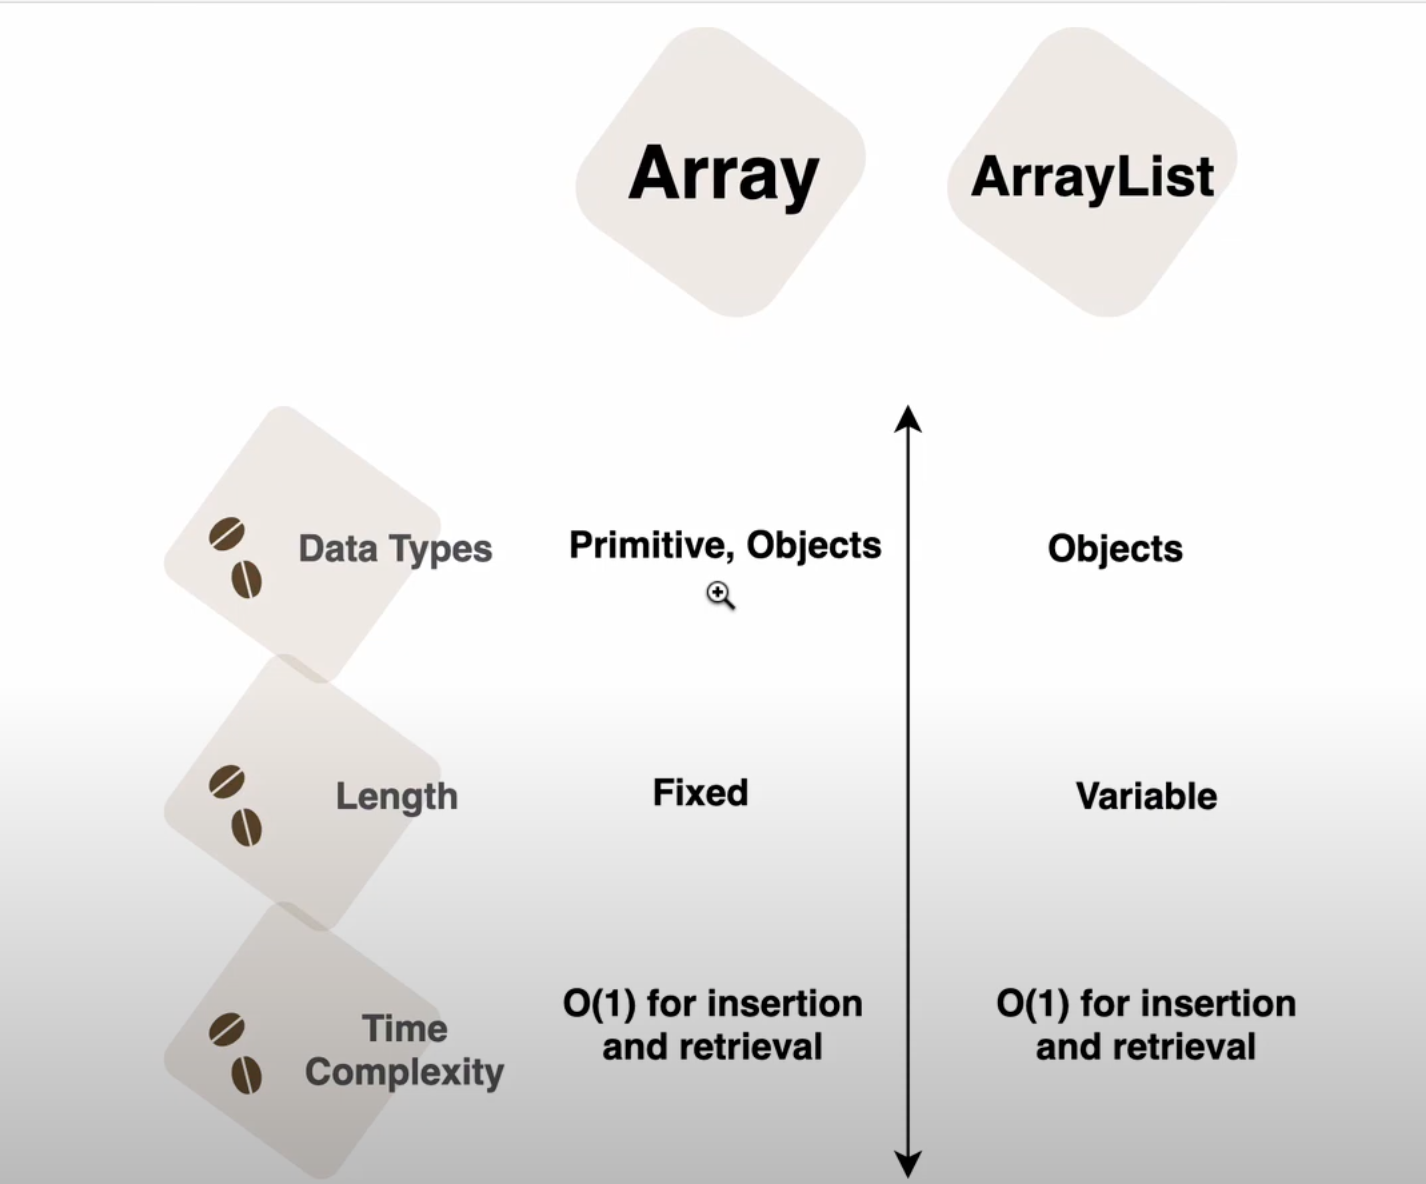 Array
ArrayList
Data Types
Primitive, Objects
Objects
Length
Fixed
Variable
Time
Complexity
O(1) for insertion
and retrieval
O(1) for insertion
and retrieval